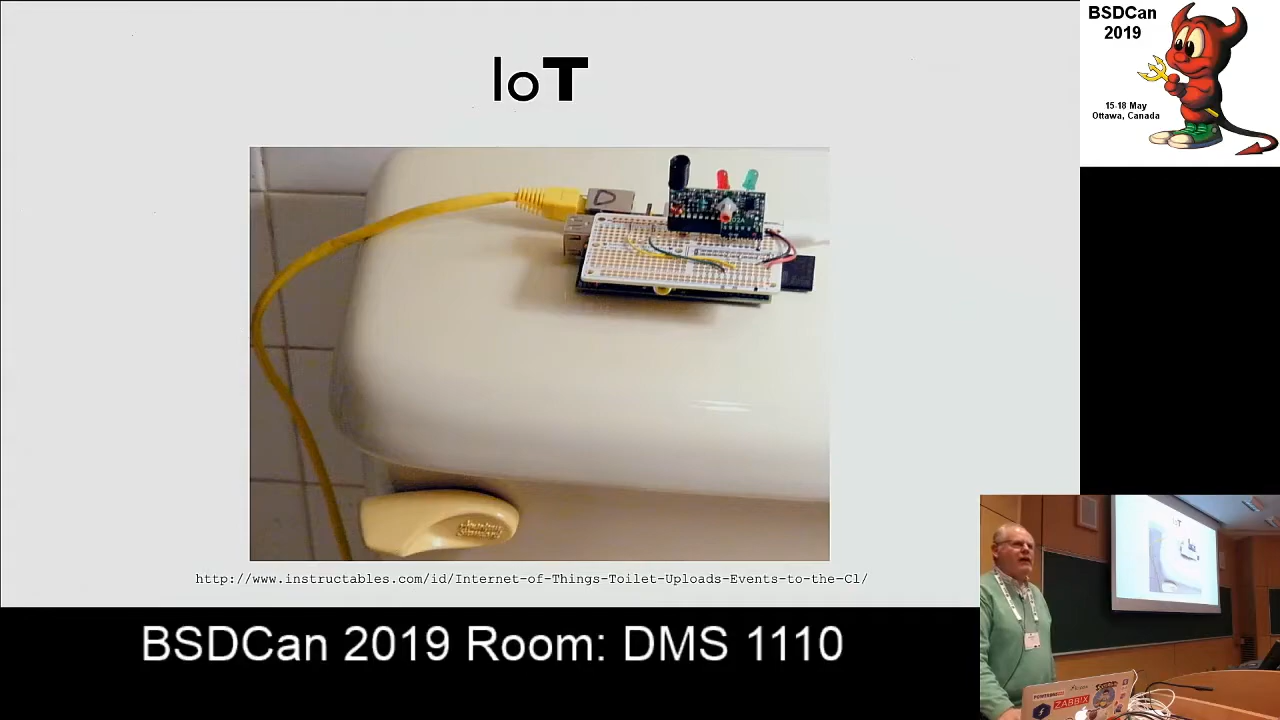 IoT
http://www.instructables.com/id/Internet-of-Things-Toilet-Uploads-Events-to-the-Cl/
BSDCan
2019
15-18 May
Ottawa, Canada
BSDCan 2019 Room: DMS 1110
ZABBIX